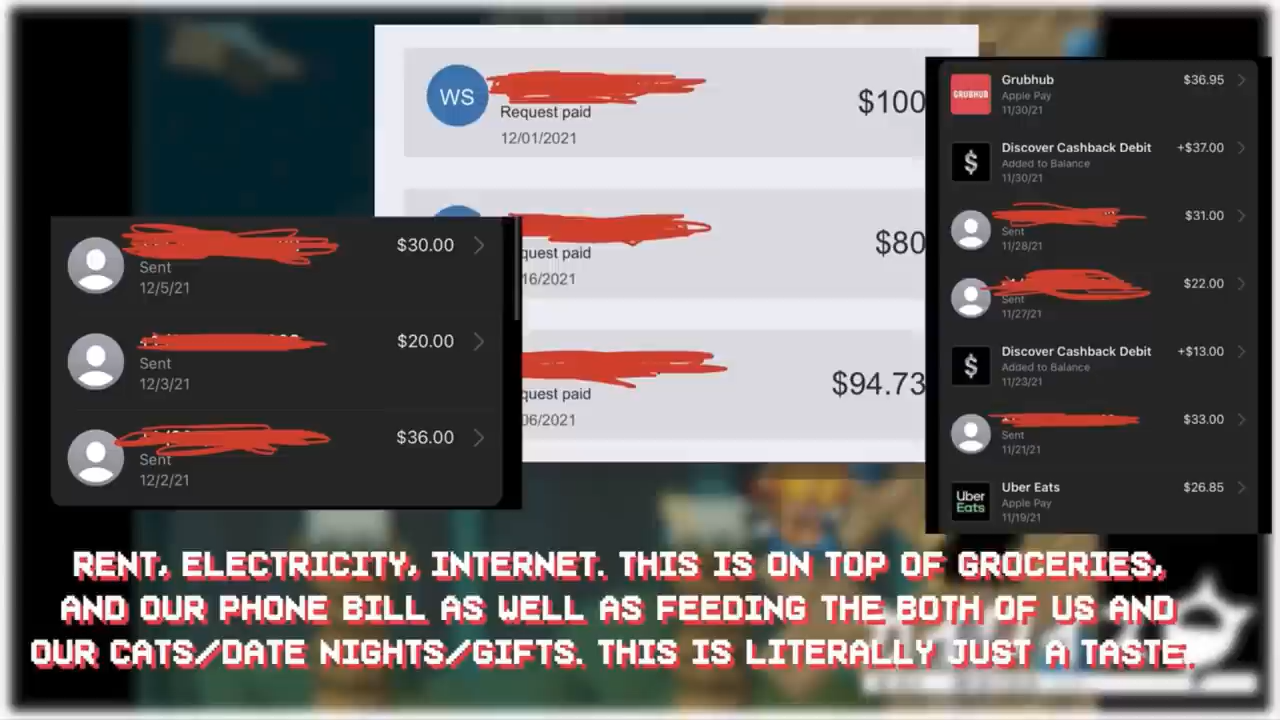 WS
Request paid
12/01/2021
$100
quest paid
16/2021
$80
quest paid
06/2021
$94.73
$30.00
Sent
12/5/21
$20.00
Sent
12/3/21
$36.00
Sent
12/2/21
GRUBHUB
Grubhub
$36.95
Apple Pay
11/30/21
$
Discover Cashback Debit
+$37.00
Added to Balance
11/30/21
$31.00
Sent
11/28/21
$22.00
Sent
11/27/21
$
Discover Cashback Debit
+$13.00
Added to Balance
11/23/21
$33.00
Sent
11/21/21
Uber
Eats
Uber Eats
$26.85
Apple Pay
11/19/21
RENT, ELECTRICITY, INTERNET. THIS IS ON TOP OF GROCERIES,
AND OUR PHONE BILL AS WELL AS FEEDING THE BOTH OF US AND
OUR CATS/DATE NIGHTS/GIFTS. THIS IS LITERALLY JUST A TASTE.